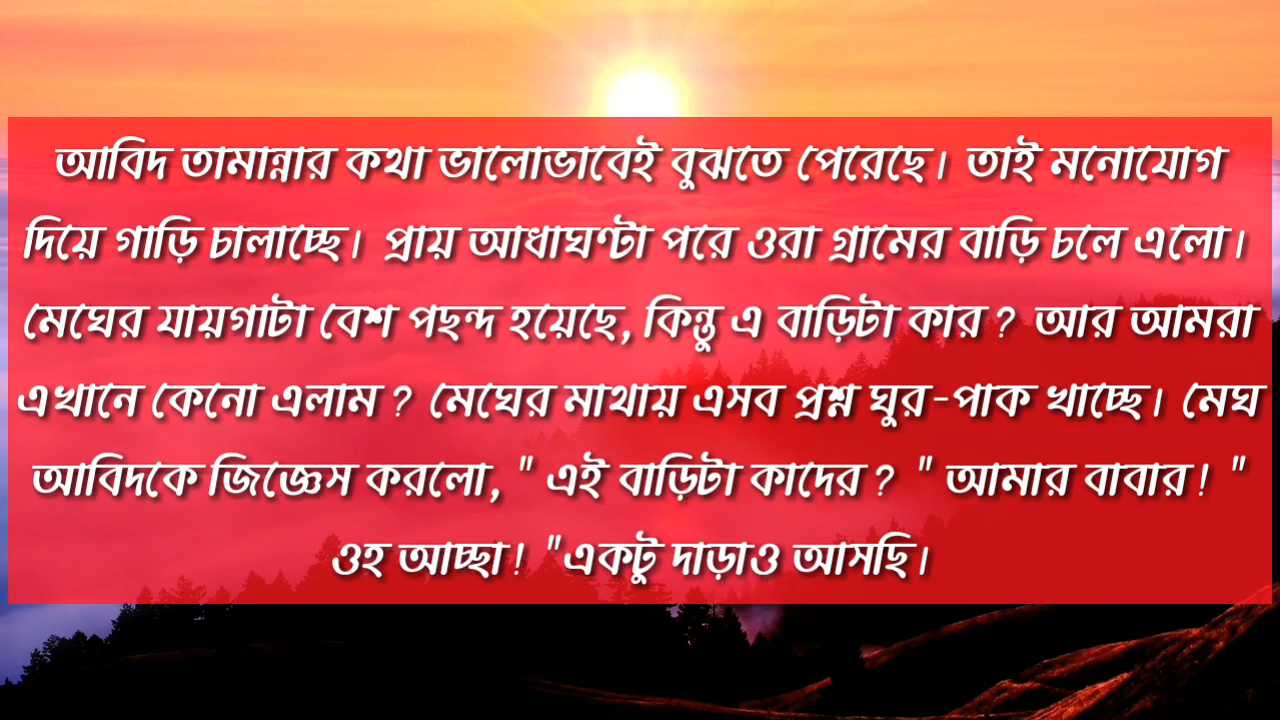 আবিদ তামান্নার কথা ভালোভাবেই বুঝতে পেরেছে। তাই মনোযোগ
দিয়ে গাড়ি চালাচ্ছে। প্রায় আধাঘণ্টা পরে ওরা গ্রামের বাড়ি চলে এলো।
মেঘের যায়গাটা বেশ পছন্দ হয়েছে, কিন্তু এ বাড়িটা কার ? আর আমরা
এখানে কেনো এলাম ? মেঘের মাথায় এসব প্রশ্ন ঘুর-পাক খাচ্ছে। মেঘ
আবিদকে জিজ্ঞেস করলো, " এই বাড়িটা কাদের ? " আমার বাবার! "
ওহ আচ্ছা! "একটু দাড়াও আসছি।